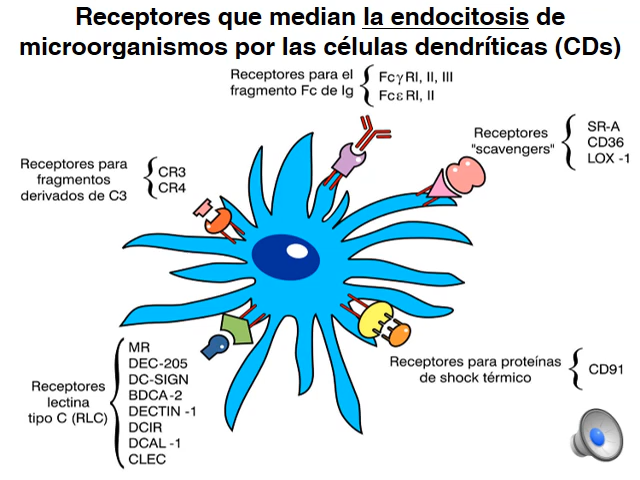 Receptores que median la endocitosis de
microorganismos por las células dendríticas (CDs)
Receptores para el
fragmento Fc de Ig
FcγRI, II, III
FcεRI, II
Receptores
"scavengers"
SR-A
CD36
LOX -1
Receptores para
fragmentos
derivados de C3
CR3
CR4
Receptores
lectina
tipo C (RLC)
MR
DEC-205
DC-SIGN
BDCA-2
DECTIN -1
DCIR
DCAL -1
CLEC
Receptores para proteínas
de shock térmico
CD91